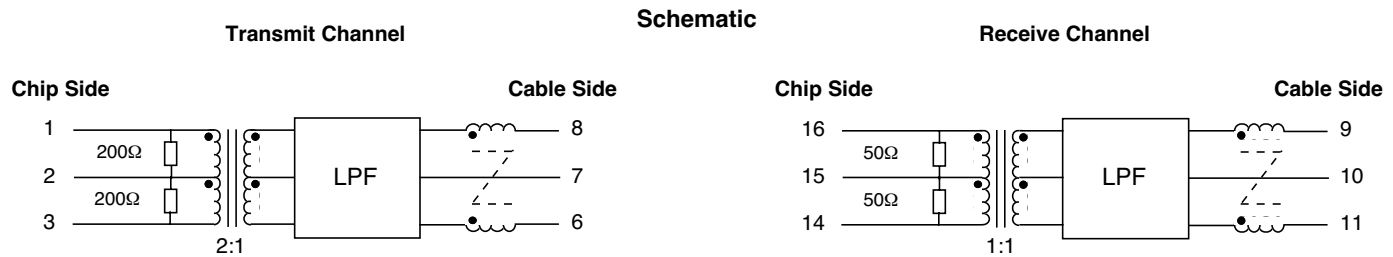 Schematic
Transmit Channel
Receive Channel
Chip Side
Cable Side
Chip Side
Cable Side
1
8
16
9
200Ω
50Ω
2
LPF
7
15
LPF
10
200Ω
50Ω
3
6
14
11
2:1
1:1